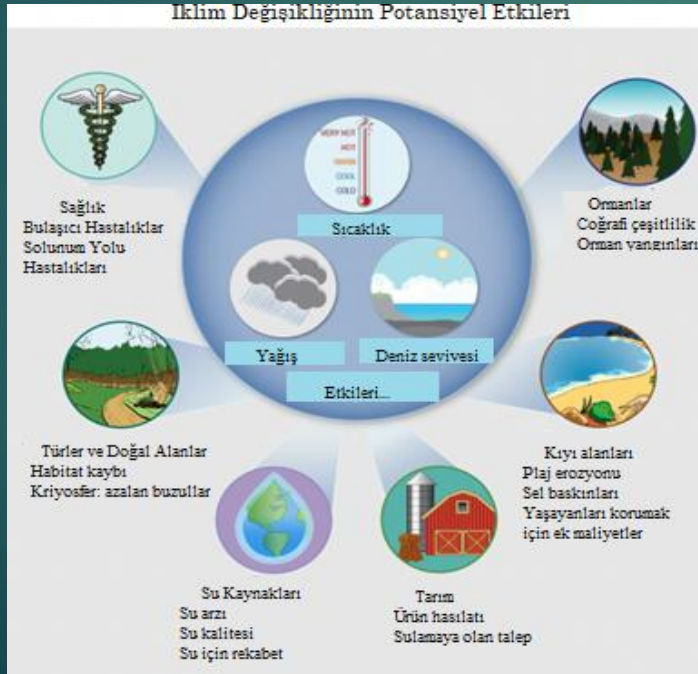 İklim Değişikliğinin Potansiyel Etkileri
VERY HOT
HOT
WARM
COOL
COLD
Sıcaklık
Yağış
Deniz seviyesi
Etkileri...
Sağlık
Bulaşıcı Hastalıklar
Solunum Yolu
Hastalıkları
Ormanlar
Coğrafi çeşitlilik
Orman yangınları
Türler ve Doğal Alanlar
Habitat kaybı
Kriyosfer: azalan buzullar
Kıyı alanları
Plaj erozyonu
Sel baskınları
Yaşayanları korumak
için ek maliyetler
Su Kaynakları
Su arzı
Su kalitesi
Su için rekabet
Tarım
Ürün hasılatı
Sulamaya olan talep